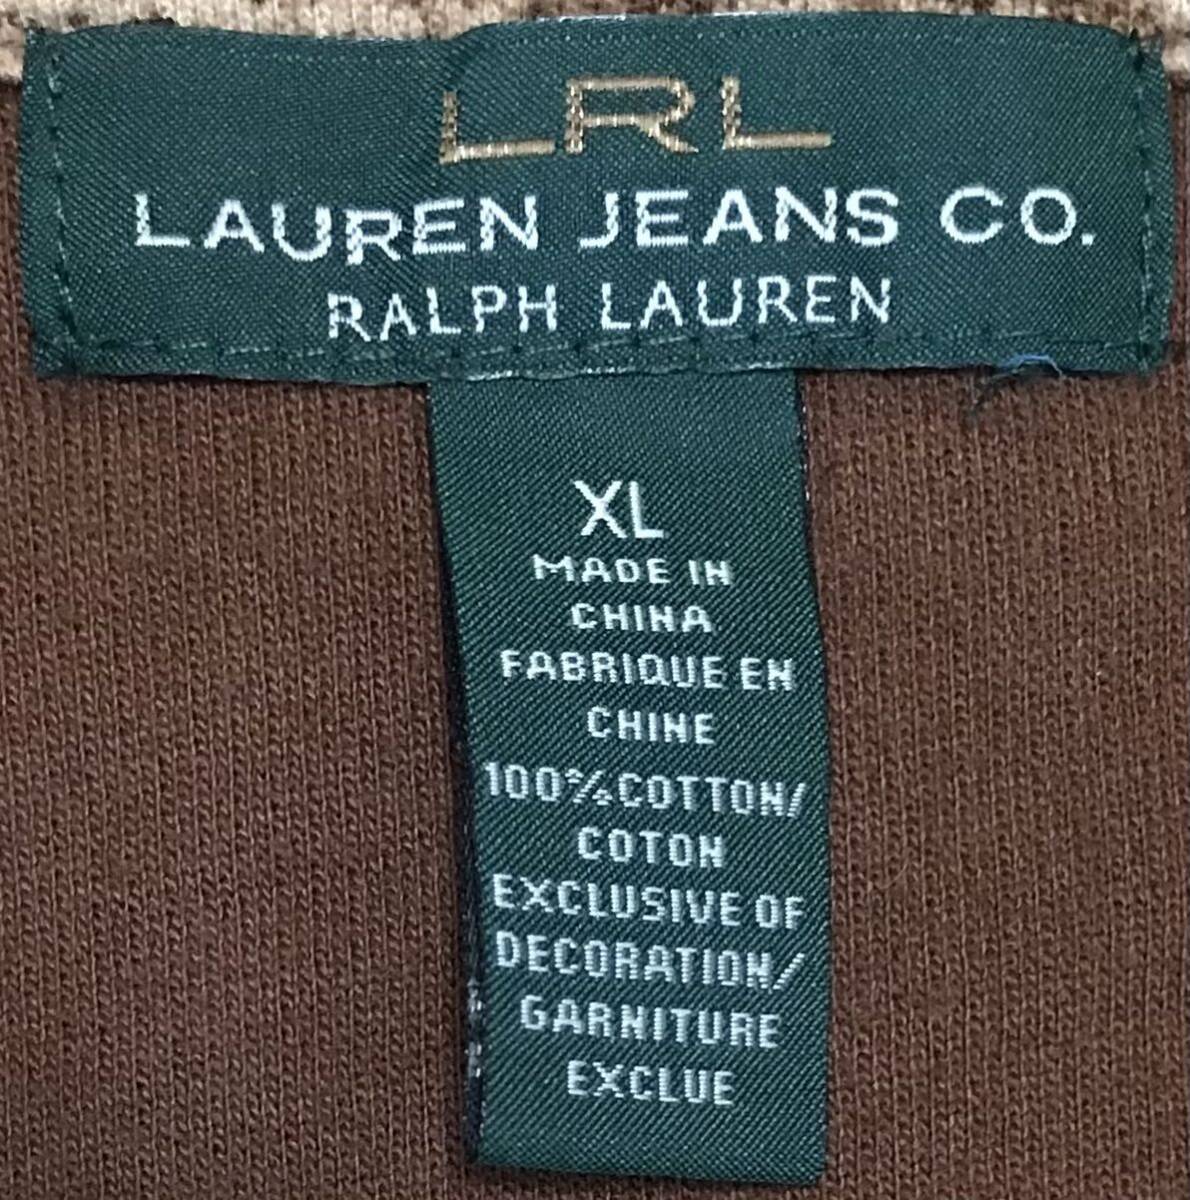 LRL
LAUREN JEANS CO.
RALPH LAUREN
XL
MADE IN
CHINA
FABRIQUE EN
CHINE
100%COTTON/
COTON
EXCLUSIVE OF
DECORATION/
GARNITURE
EXCLUE